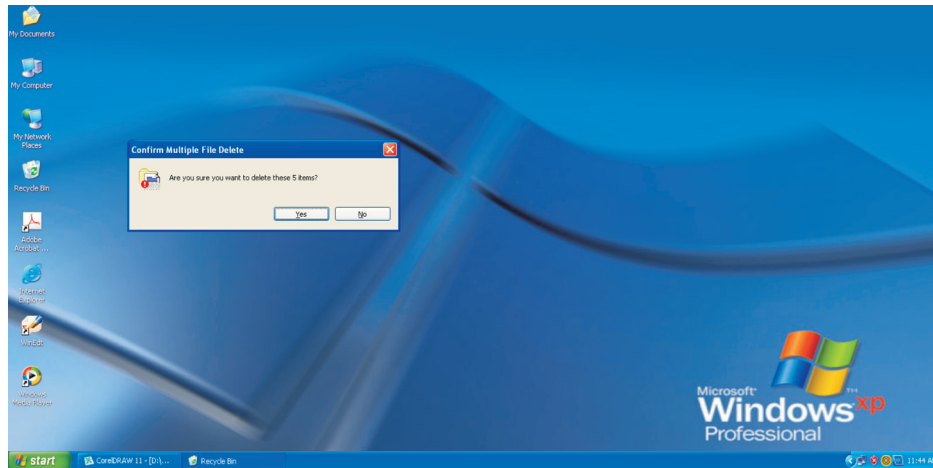 My Documents
My Computer
My Network
Places
Recycle Bin
Adobe
Acrobat ...
Internet
Explorer
WinEdt
Windows
Media Player
Confirm Multiple File Delete
Are you sure you want to delete these 5 items?
Yes
No
Microsoft
Windows xp
TM
Professional
start
CorelDRAW 11 - [D:\...
Recycle Bin
11:44 A